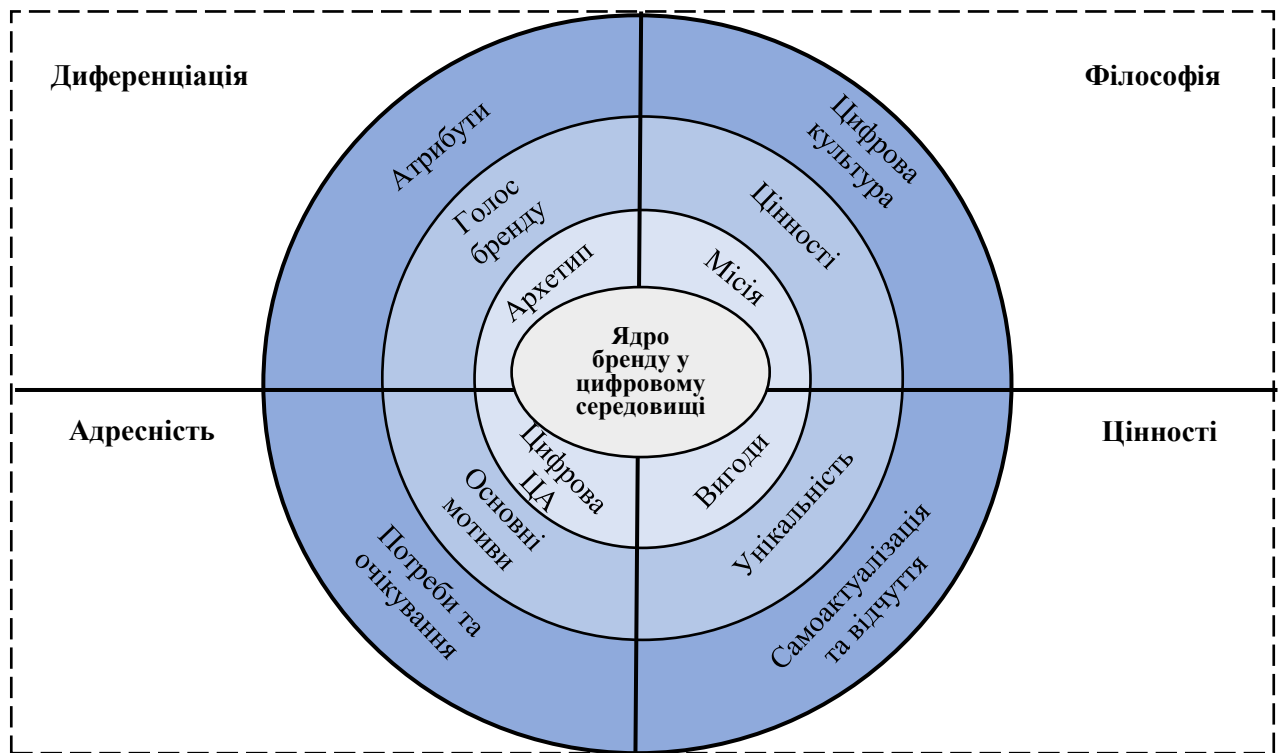 Диференціація
Філософія
Атрибути
Цифрова
культура
Голос
бренду
Цінності
Архетип
Місія
Ядро
бренду у
цифровому
середовищі
Адресність
Цінності
Цифрова
ЦА
Вигоди
Основні
мотиви
Унікальність
Потреби та
очікування
Самоактуалізація
та відчуття